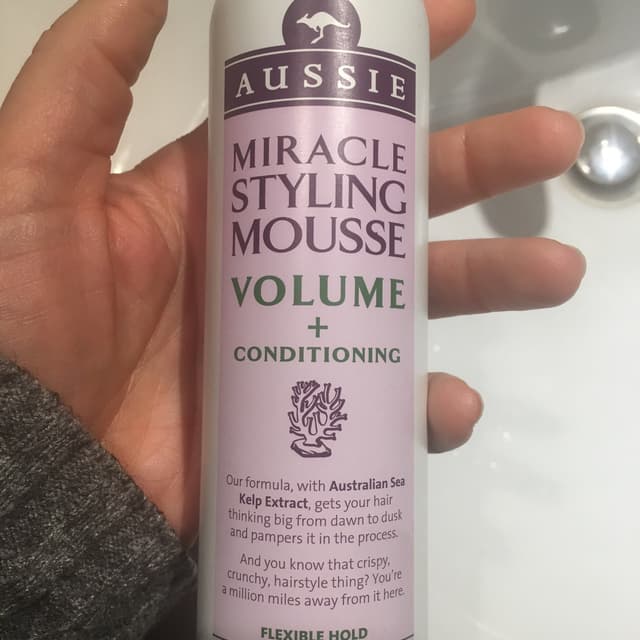 AUSSIE
MIRACLE
STYLING
MOUSSE
VOLUME
+
CONDITIONING
Our formula, with Australian Sea
Kelp Extract, gets your hair
thinking big from dawn to dusk
and pampers it in the process.
And you know that crispy,
crunchy, hairstyle thing? You're
a million miles away from it here.
FLEXIBLE HOLD